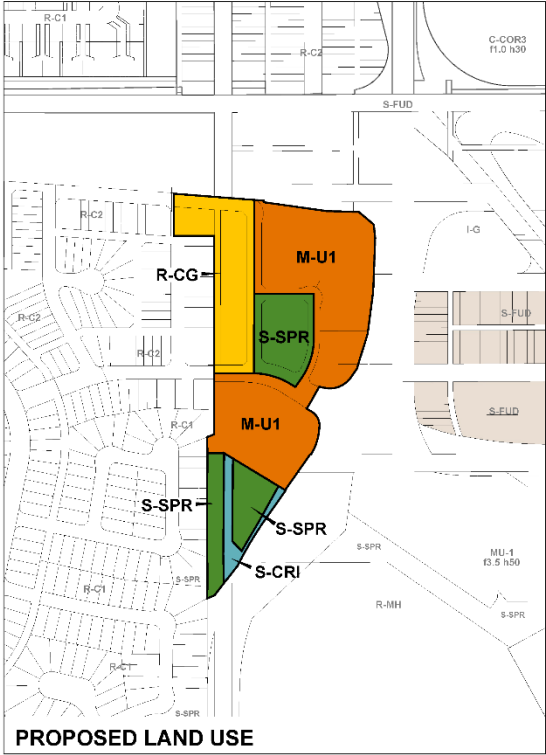 R-C1
R-C2
C-COR3
f1.0 h30
S-FUD
R-C2
I-G
M-U1
R-CG
S-FUD
R-C2
S-SPR
R-C2
S-FUD
R-C1
M-U1
S-SPR
S-SPR
S-SPR
MU-1
f3.5 h50
S-CRI
S-SPR
R-C1
R-MH
S-SPR
R-C1
S-SPR
PROPOSED LAND USE